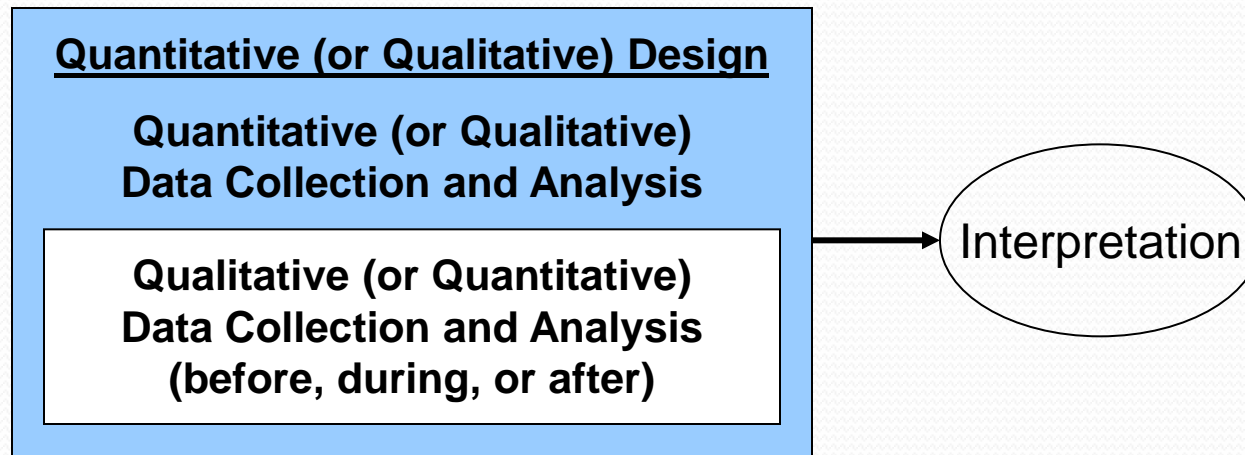 Quantitative (or Qualitative) Design
Quantitative (or Qualitative)
Data Collection and Analysis
Qualitative (or Quantitative)
Data Collection and Analysis
(before, during, or after)
Interpretation